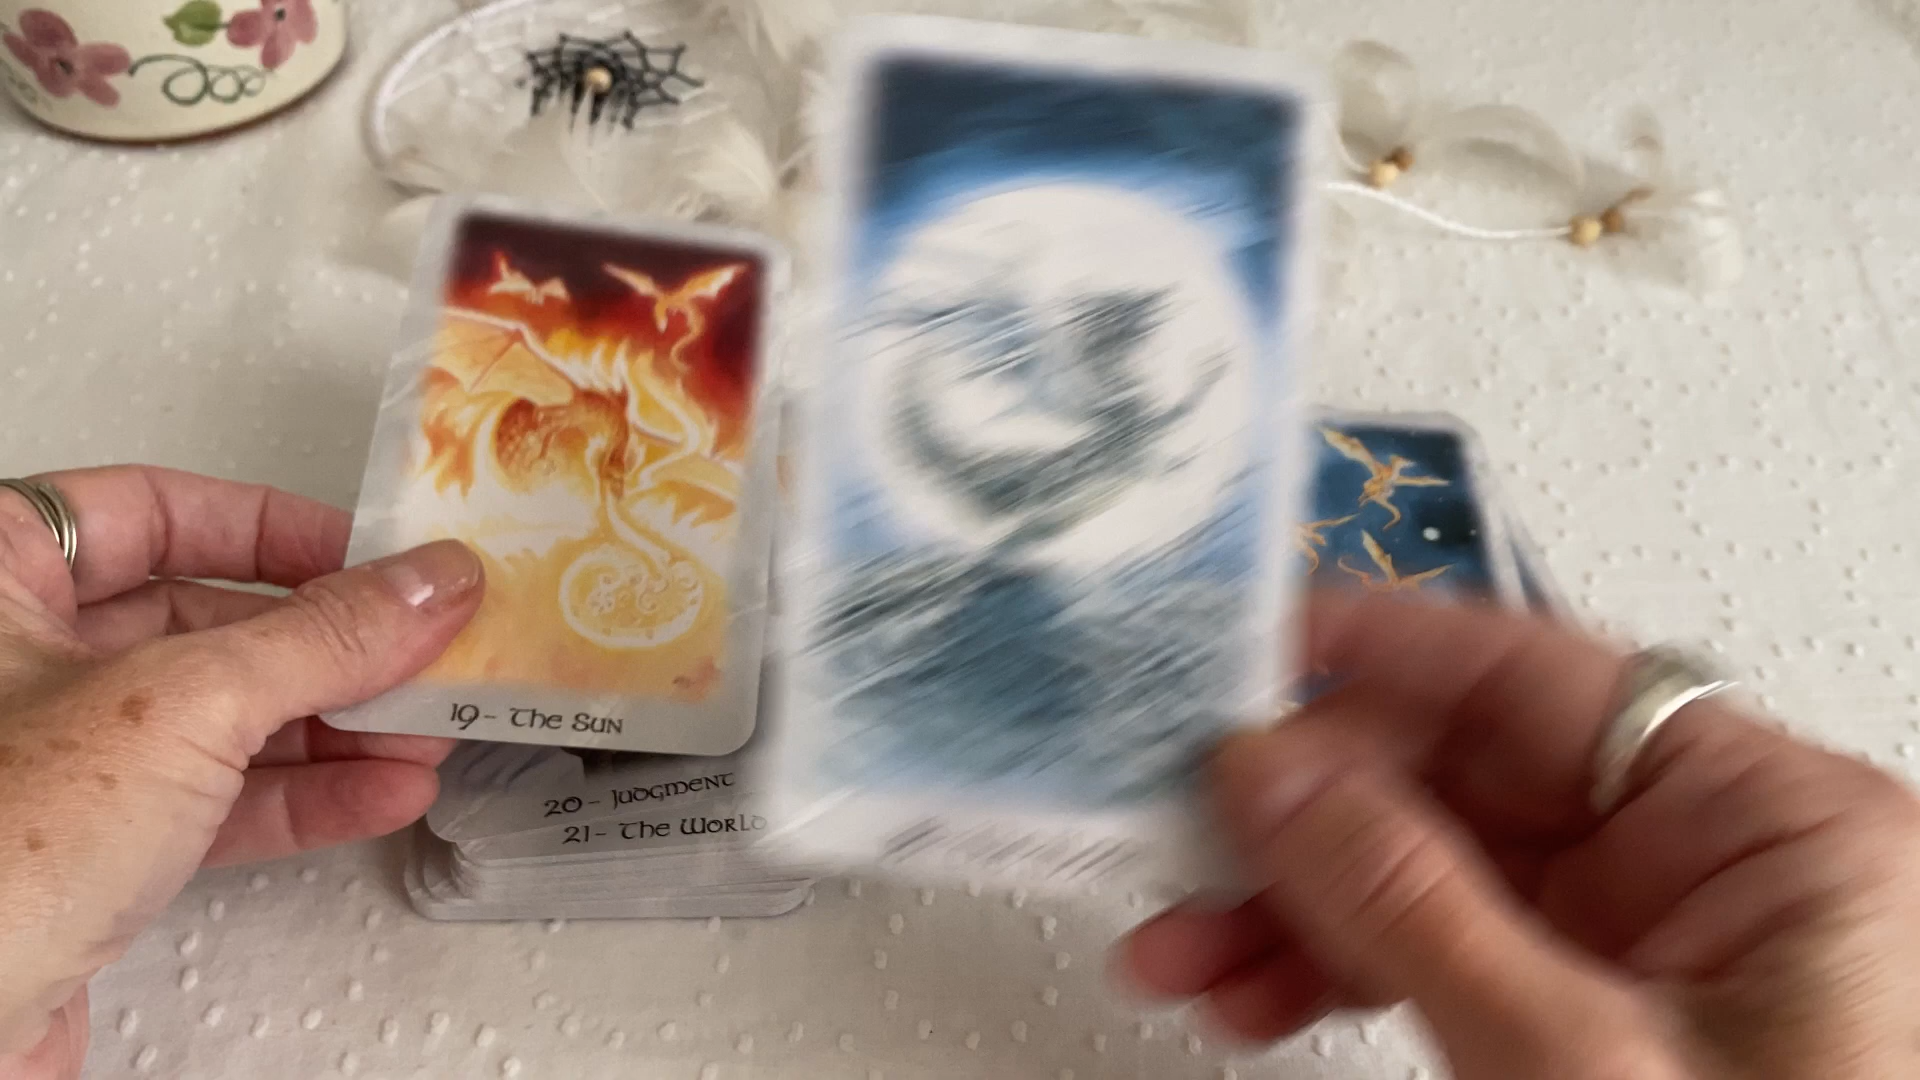 19- The Sun
20- Judgment
21- The World